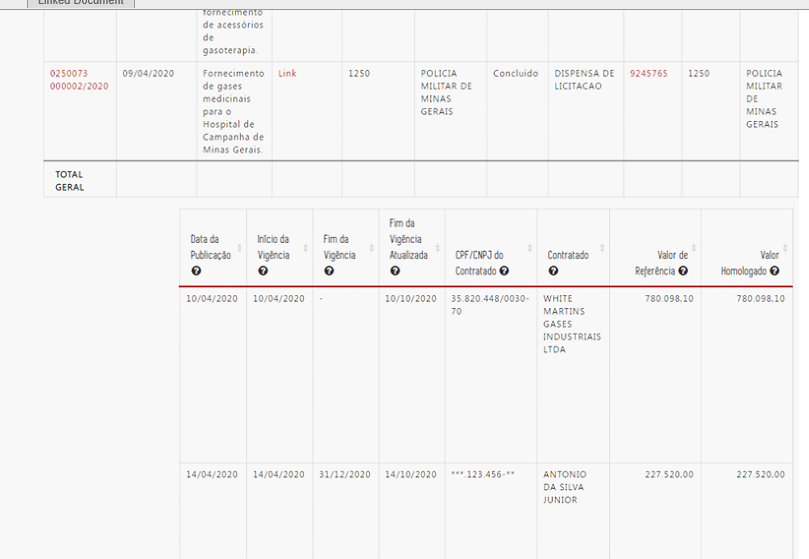 Linked Document
fornecimento
de acessórios
de
gasoterapia.
0250073
000002/2020
09/04/2020
Fornecimento
de gases
medicinais
para o
Hospital de
Campanha de
Minas Gerais.
Link
1250
POLICIA
MILITAR DE
MINAS
GERAIS
Concluído
DISPENSA DE
LICITACAO
9245765
1250
POLICIA
MILITAR
DE
MINAS
GERAIS
TOTAL
GERAL
Data da
Publicação
Início da
Vigência
Fim da
Vigência
Fim da
Vigência
Atualizada
CPF/CNPJ do
Contratado
Contratado
Valor de
Referência
Valor
Homologado
10/04/2020
10/04/2020
-
10/10/2020
35.820.448/0030-
70
WHITE
MARTINS
GASES
INDUSTRIAIS
LTDA
780.098,10
780.098,10
14/04/2020
14/04/2020
31/12/2020
14/10/2020
***.123.456-**
ANTONIO
DA SILVA
JUNIOR
227.520,00
227.520,00